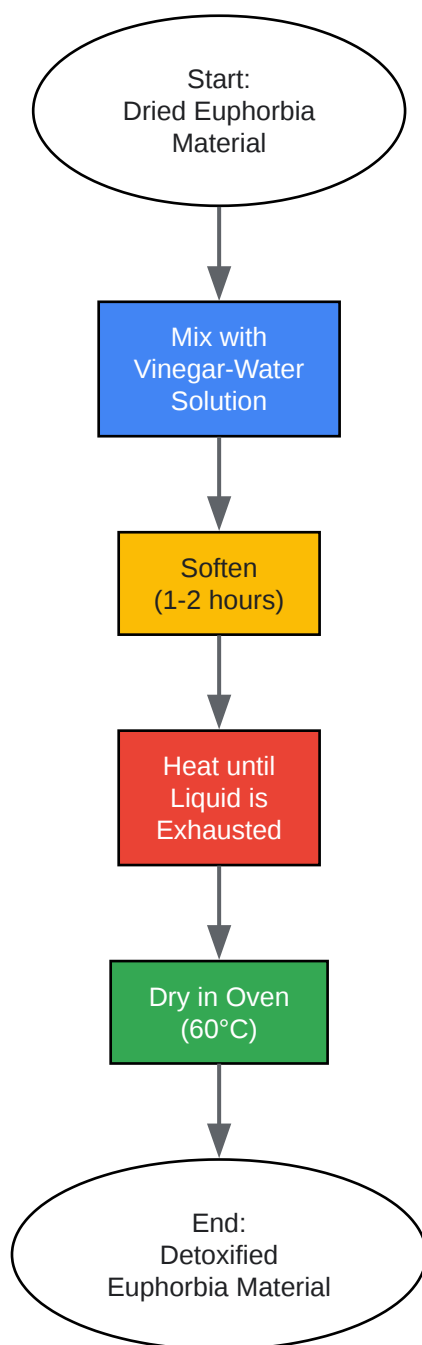 Start:
Dried Euphorbia
Material
Mix with
Vinegar-Water
Solution
Soften
(1-2 hours)
Heat until
Liquid is
Exhausted
Dry in Oven
(60°C)
End:
Detoxified
Euphorbia Material